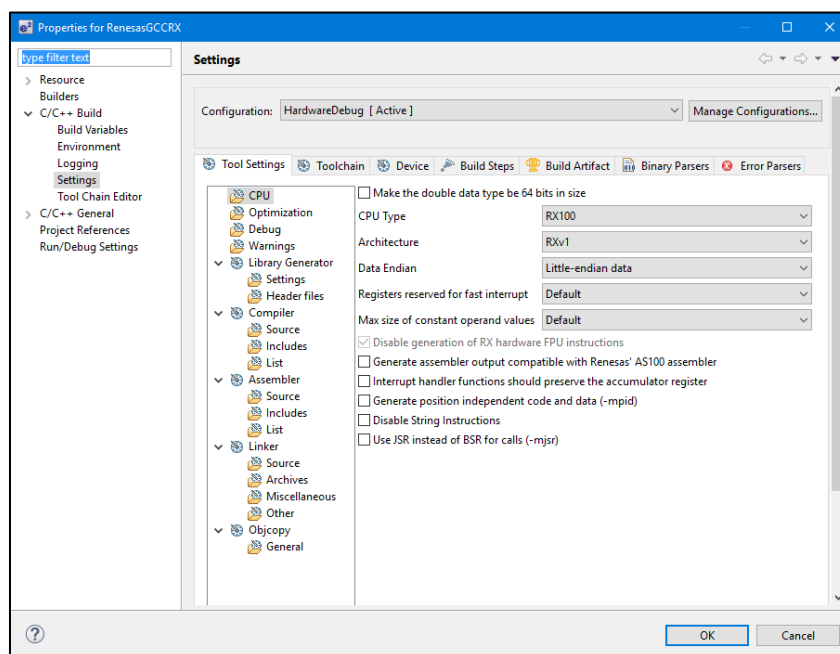 e² Properties for RenesasGCCRX
type filter text
Resource
Builders
C/C++ Build
Build Variables
Environment
Logging
Settings
Tool Chain Editor
C/C++ General
Project References
Run/Debug Settings
Settings
Configuration: HardwareDebug [ Active ] Manage Configurations...
Tool Settings Toolchain Device Build Steps Build Artifact Binary Parsers Error Parsers
CPU
Optimization
Debug
Warnings
Library Generator
Settings
Header files
Compiler
Source
Includes
List
Assembler
Source
Includes
List
Linker
Source
Archives
Miscellaneous
Other
Objcopy
General
Make the double data type be 64 bits in size
CPU Type RX100
Architecture RXv1
Data Endian Little-endian data
Registers reserved for fast interrupt Default
Max size of constant operand values Default
Disable generation of RX hardware FPU instructions
Generate assembler output compatible with Renesas' AS100 assembler
Interrupt handler functions should preserve the accumulator register
Generate position independent code and data (-mpid)
Disable String Instructions
Use JSR instead of BSR for calls (-mjsr)
? OK Cancel